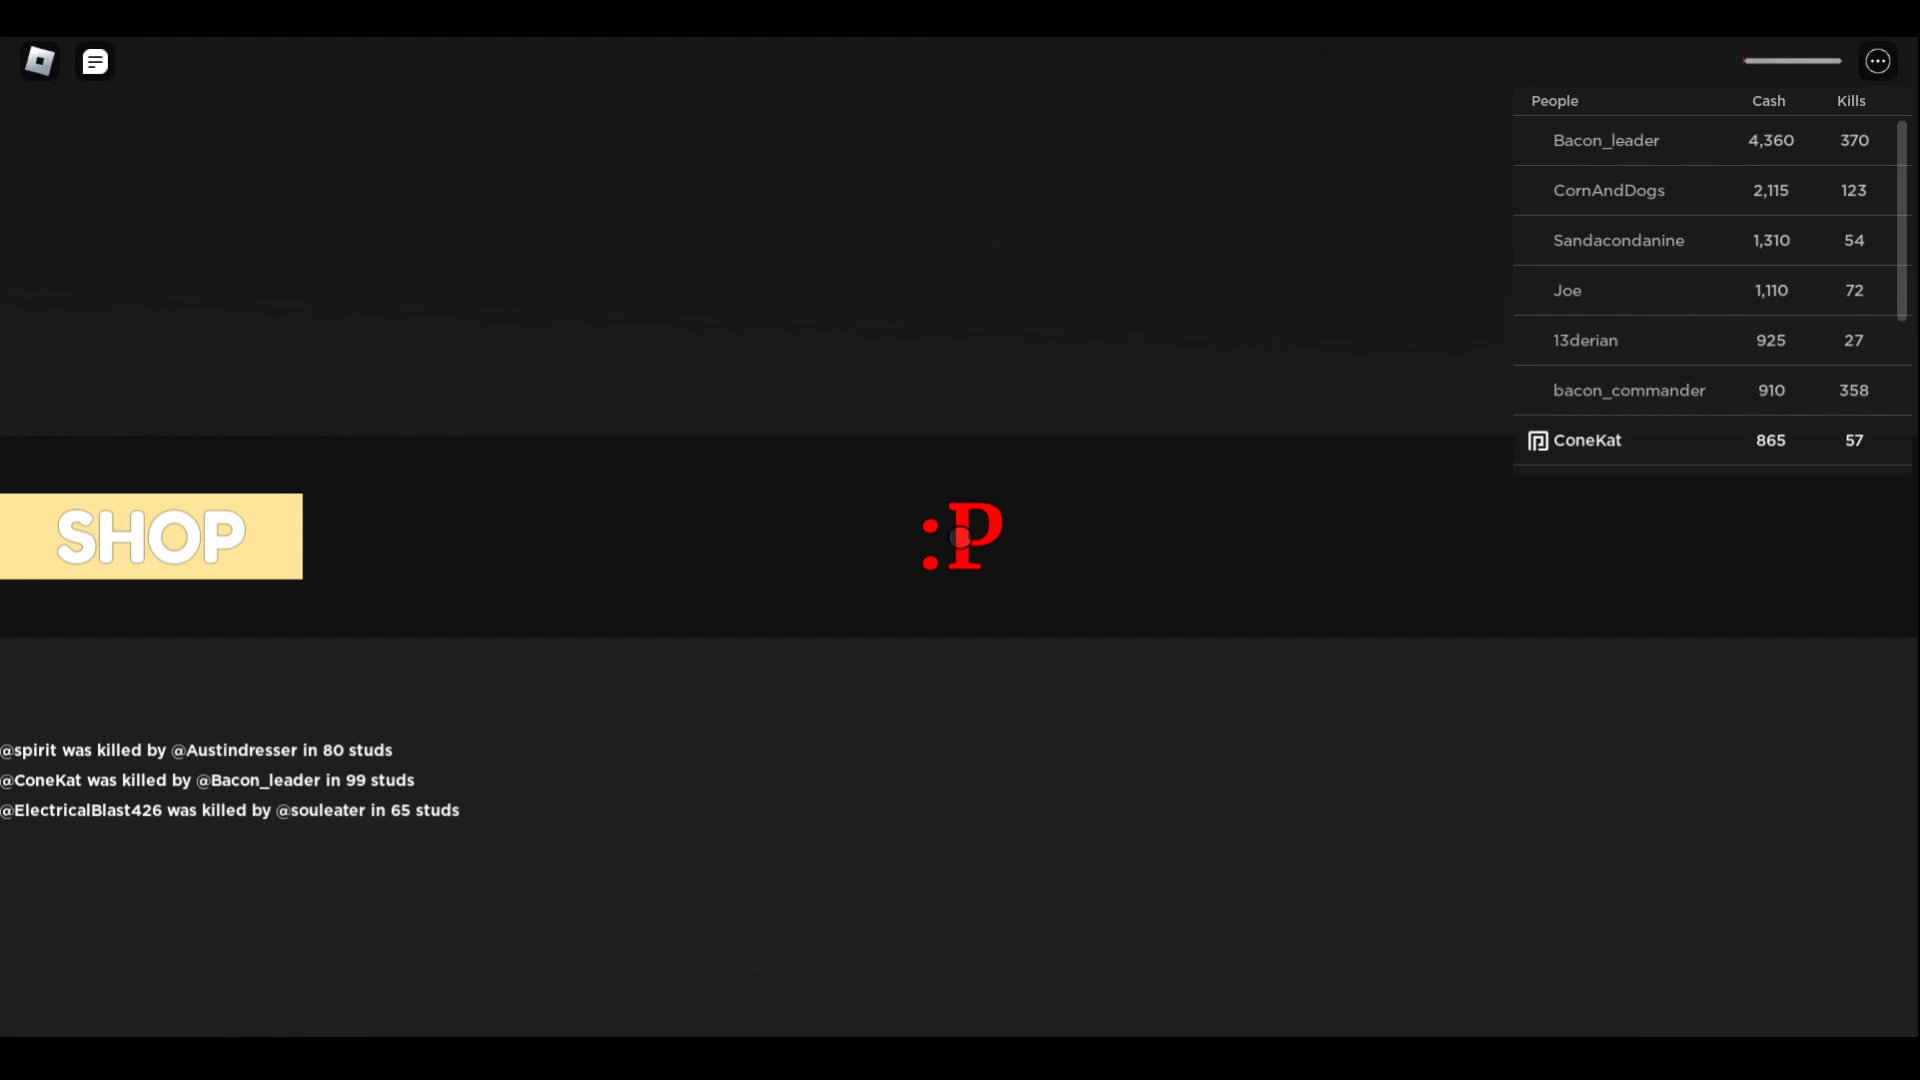 People Cash Kills
Bacon_leader 4,360 370
CornAndDogs 2,115 123
Sandacondanine 1,310 54
Joe 1,110 72
13derian 925 27
bacon_commander 910 358
ConeKat 865 57
SHOP
:P
@spirit was killed by @Austindresser in 80 studs
@ConeKat was killed by @Bacon_leader in 99 studs
@ElectricalBlast426 was killed by @souleater in 65 studs